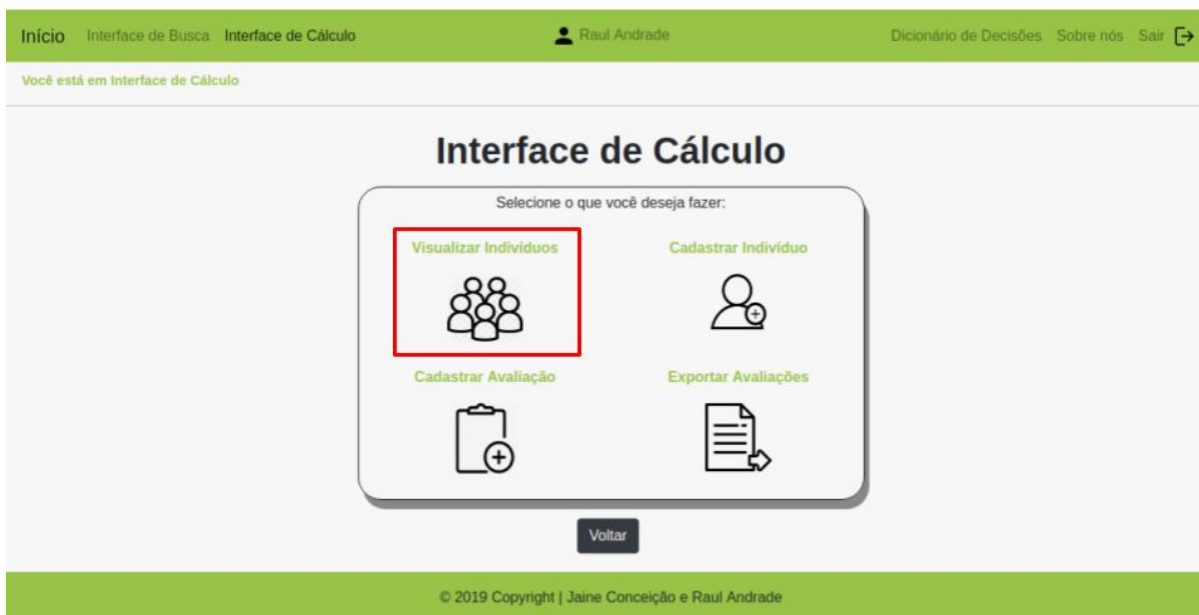 Início Interface de Busca Interface de Cálculo Raul Andrade Dicionário de Decisões Sobre nós Sair
Você está em Interface de Cálculo
Interface de Cálculo
Selecione o que você deseja fazer:
Visualizar Indivíduos Cadastrar Indivíduo
Cadastrar Avaliação Exportar Avaliações
Voltar
© 2019 Copyright | Jaine Conceição e Raul Andrade